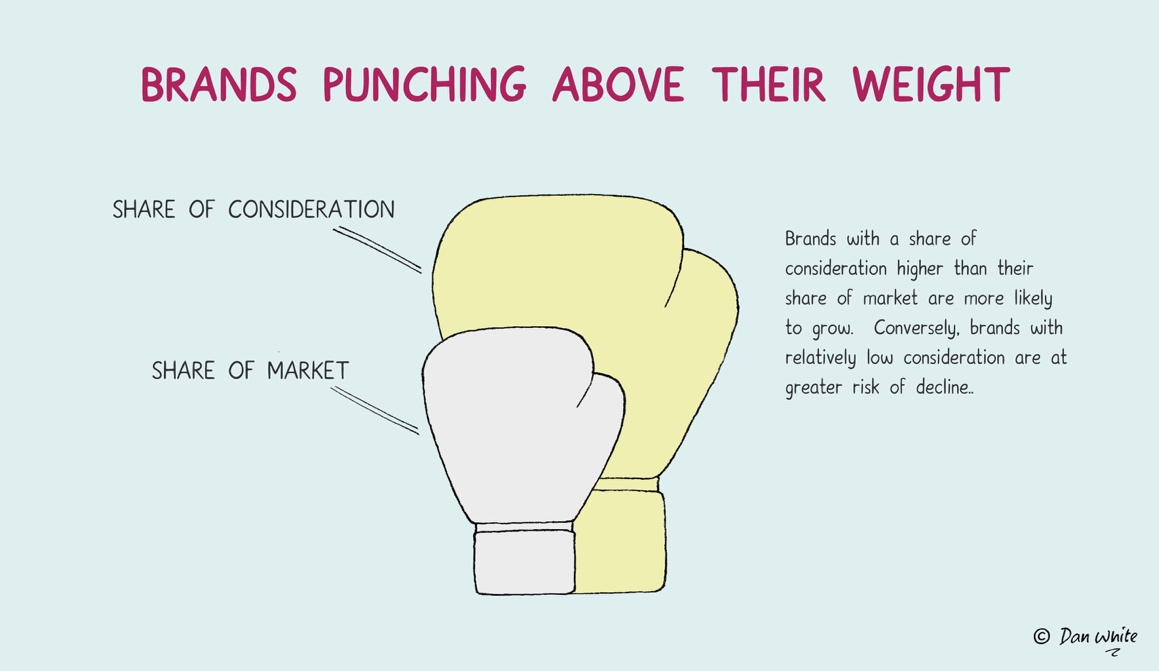 BRANDS PUNCHING ABOVE THEIR WEIGHT
SHARE OF CONSIDERATION
SHARE OF MARKET
Brands with a share of
consideration higher than their
share of market are more likely
to grow. Conversely, brands with
relatively low consideration are at
greater risk of decline..
© Dan White